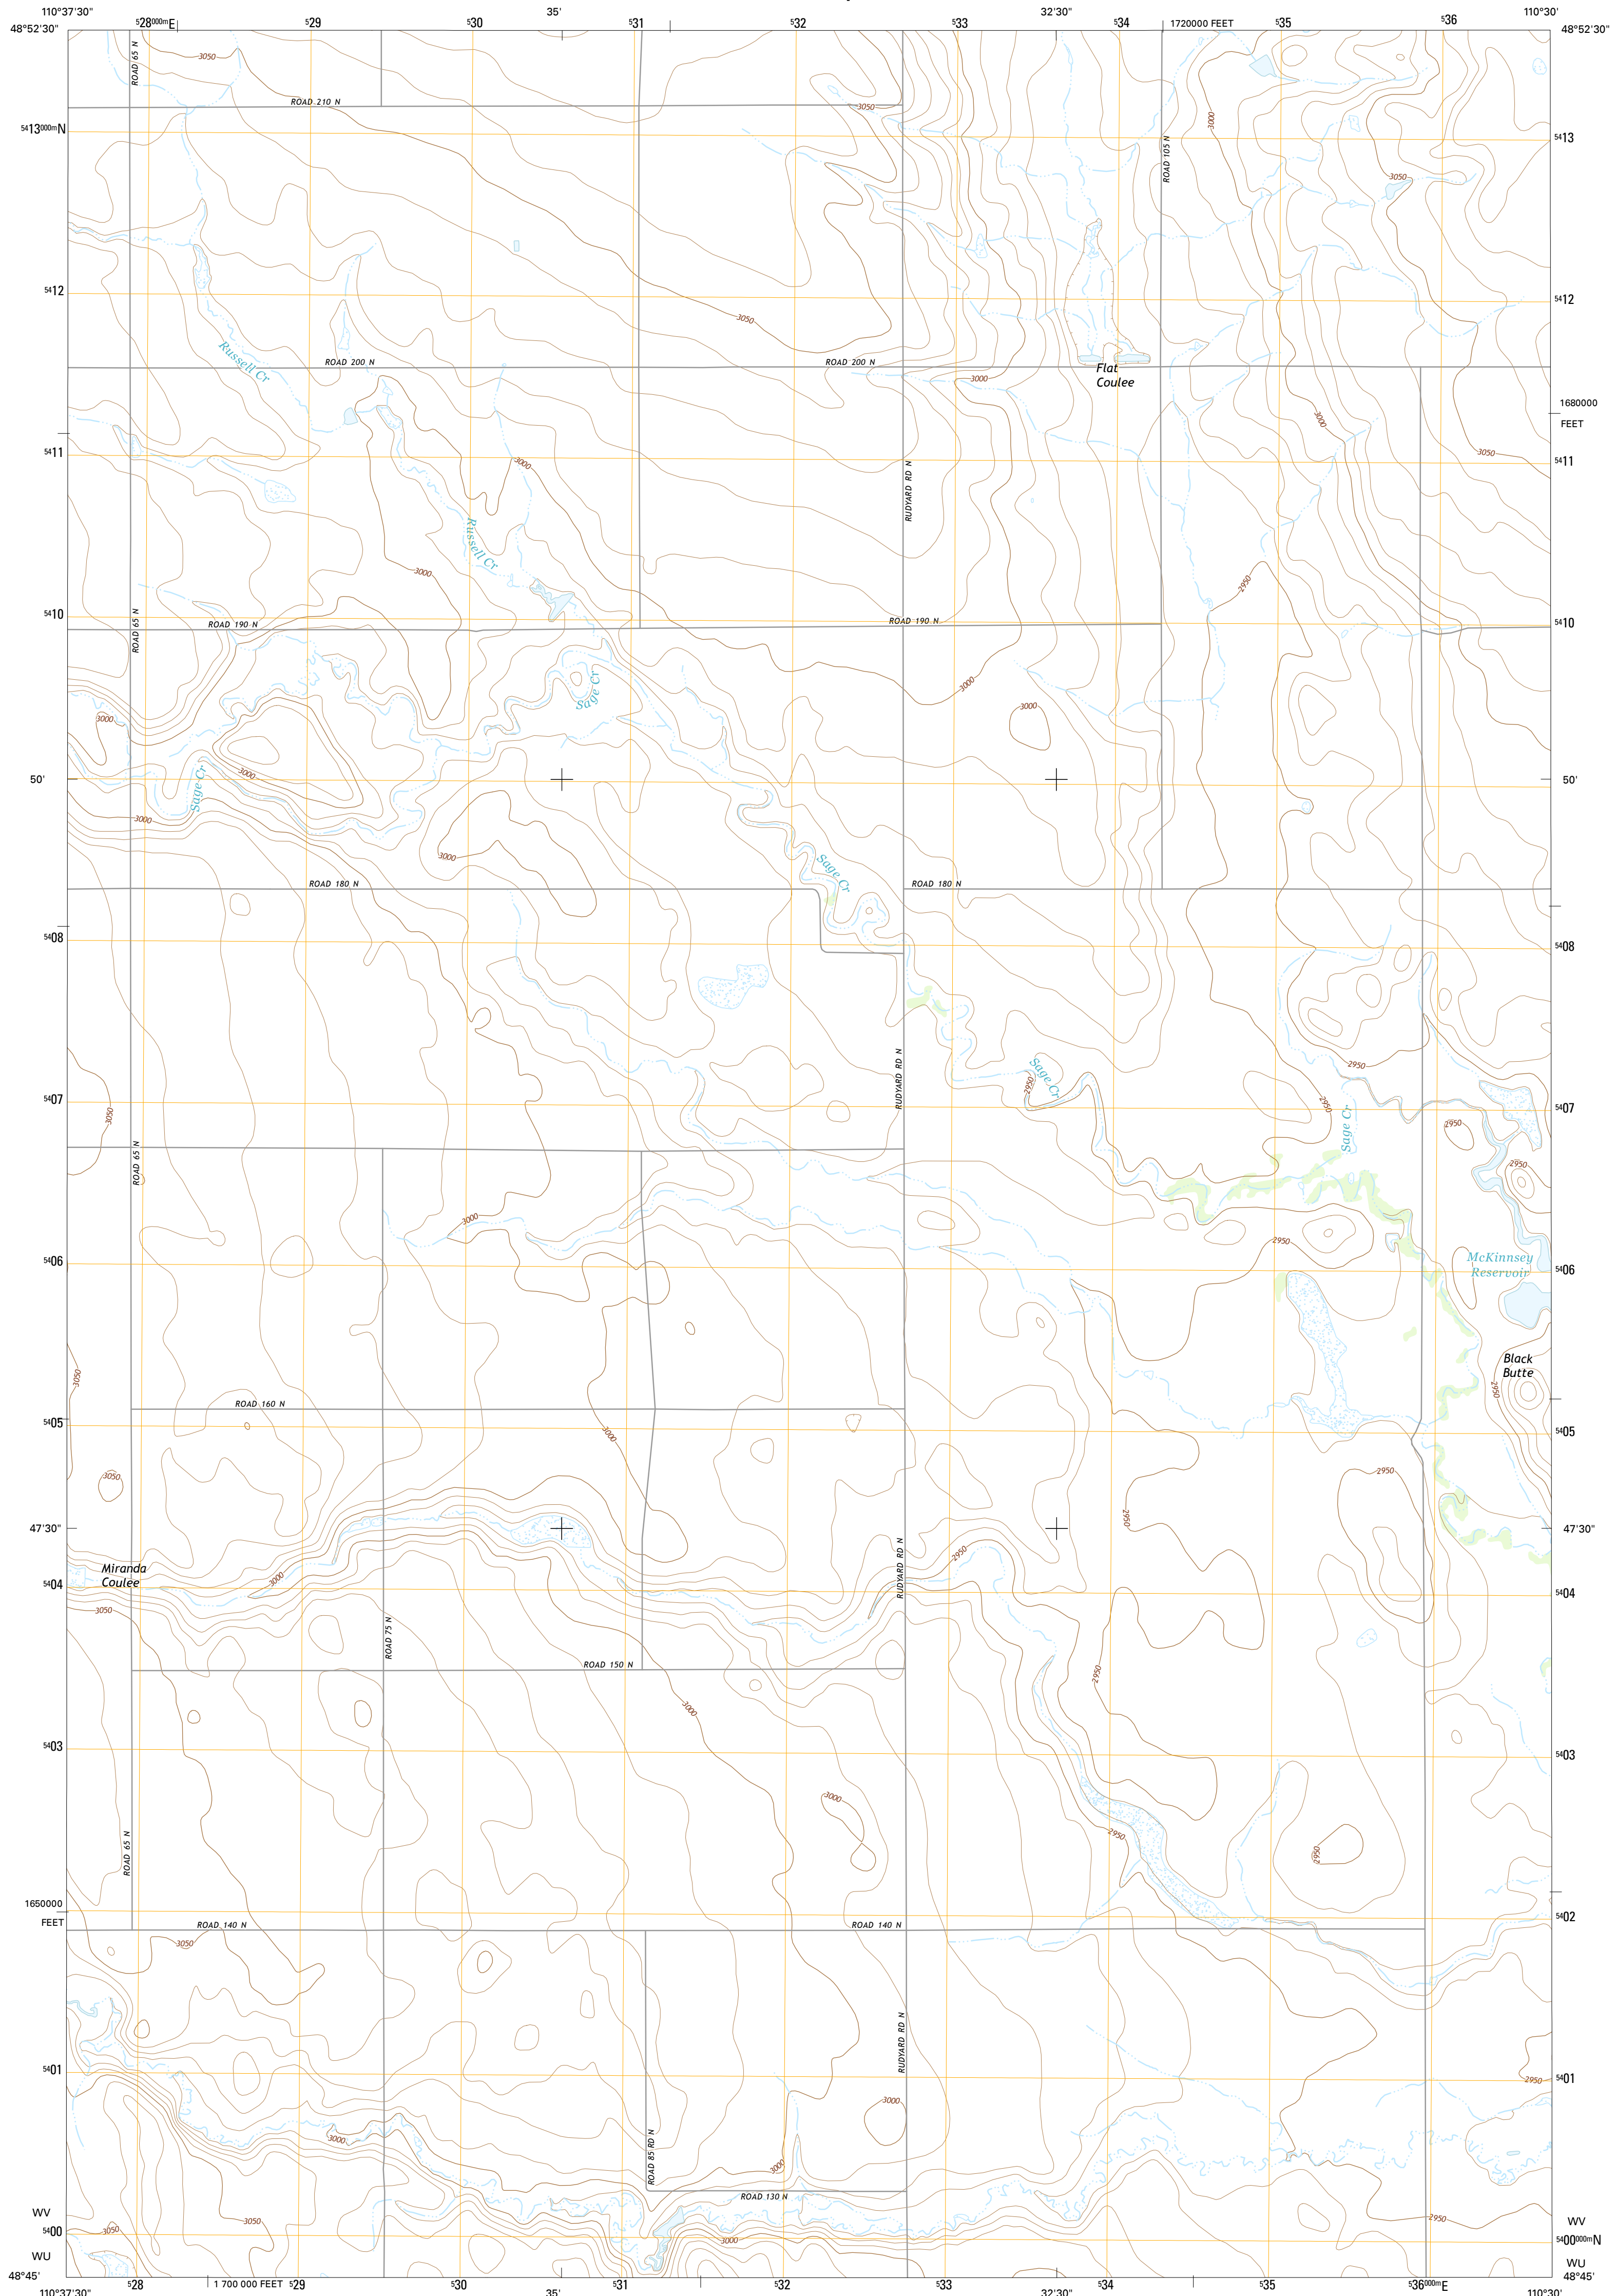 110°37'30"
528000mE
529
530
35'
531
532
533
32'30"
534
1720000 FEET
535
536
110°30'
48°52'30"
48°52'30"
ROAD 65 N
3050
ROAD 210 N
3050
5413000mN
3000
ROAD 105 N
5413
3050
5412
5412
3050
Russell Cr
ROAD 200 N
ROAD 200 N
Flat
Coulee
3000
1680000
FEET
3000
5411
3000
RUDYARD RD N
3050
5411
Russell Cr
3000
2950
5410
ROAD 65 N
ROAD 190 N
ROAD 190 N
5410
Sage Cr
3000
3000
3000
50'
Sage Cr
3000
50'
3000
3000
Sage Cr
ROAD 180 N
ROAD 180 N
5408
5408
2950
Sage Cr
2950
RUDYARD RD N
5407
3050
2950
Sage Cr
2950
5407
ROAD 65 N
2950
3000
2950
5406
McKinnsey
Reservoir
5406
3050
Black
Butte
2950
ROAD 160 N
5405
3000
5405
3050
2950
2950
47'30"
47'30"
RUDYARD RD N
2950
Miranda
Coulee
3000
5404
5404
3050
ROAD 75 N
ROAD 150 N
2950
3000
5403
5403
3000
ROAD 65 N
2950
2950
1650000
FEET
ROAD 140 N
ROAD 140 N
5402
3050
RUDYARD RD N
5401
5401
2950
3000
3000
ROAD 85 RD N
3000
ROAD 130 N
WV
5400
WU
3050
3050
3000
2950
WV
5400000mN
WU
48°45'
48°45'
110°37'30"
528
1 700 000 FEET
529
530
35'
531
532
533
32'30"
534
535
536000mE
110°30'